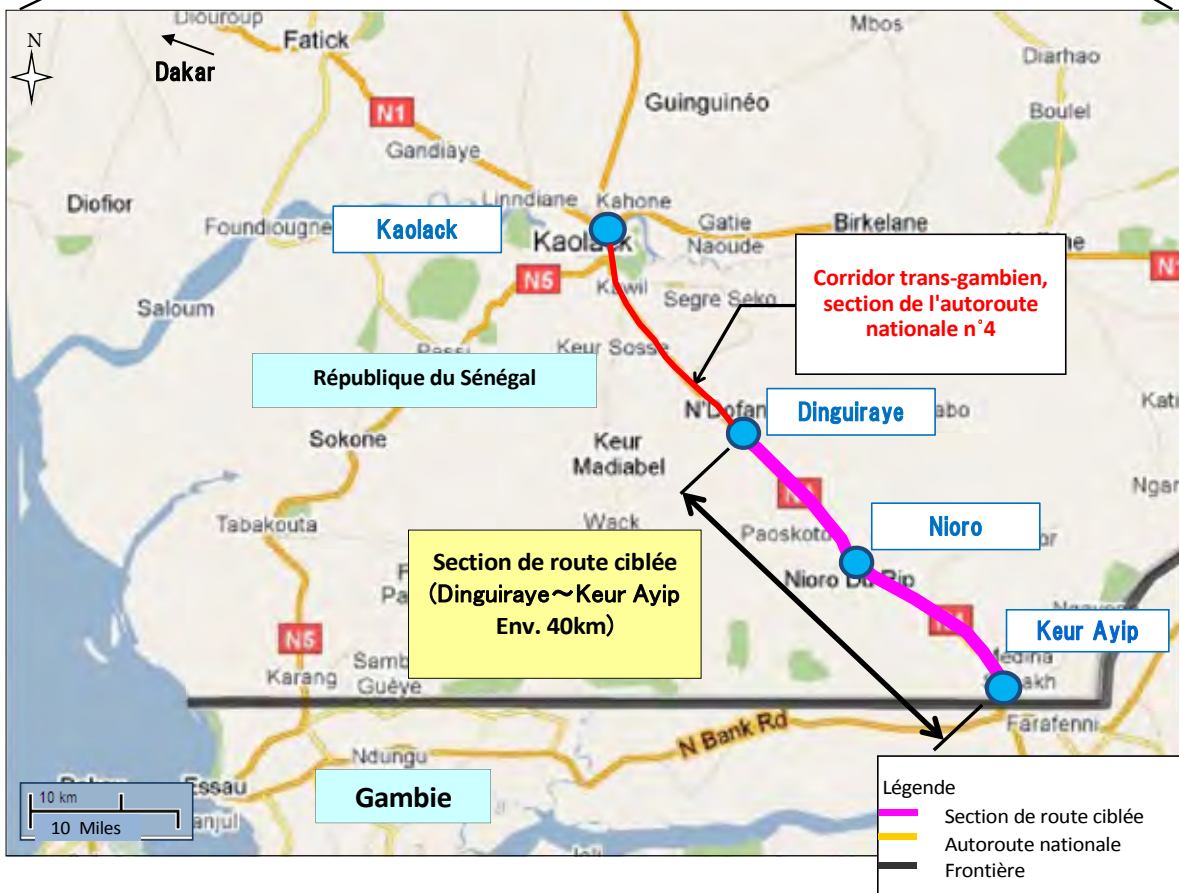 Diouroup
Mbos
N
Fatick
Diarhao
Dakar
Guinguinéo
N1
Boulel
Gandiaye
Diofior
Linndiane
Kahone
Foundiougne
Kaolack
Gatie
Naoude
Birkelane
Kaolack
N5
Kawil
Segre Seko
N1
Corridor trans-gambien,
section de l'autoroute
nationale n°4
Saloum
Keur Sosse
République du Sénégal
Dinguiraye
Sokone
Keur
Madiabel
Tabakouta
Wack
Paoskoto
Nioro
Section de route ciblée
(Dinguiraye～Keur Ayip
Env. 40km)
Nioro Du Rip
N5
Keur Ayip
Karang
Guèye
Farafenni
N Bank Rd
Ndungu
Essau
Gambie
10 km
10 Miles
Légende
Section de route ciblée
Autoroute nationale
Frontière